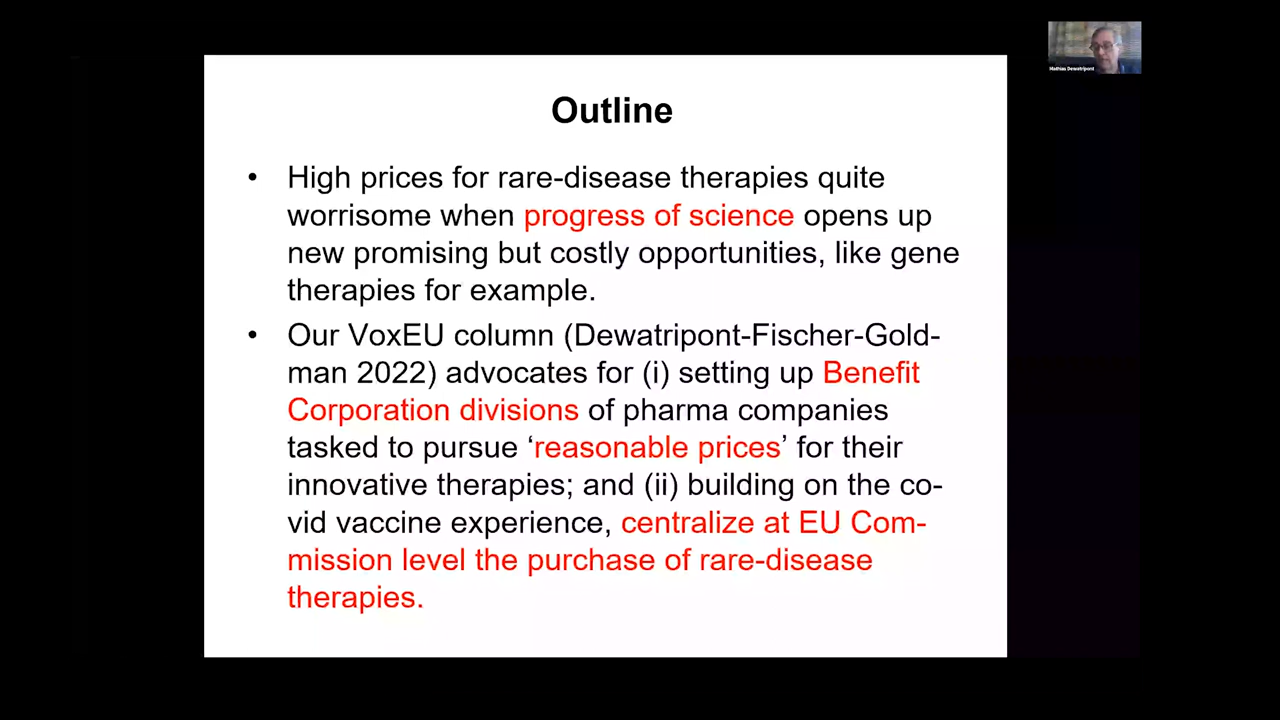 Mathias Dewatripont
Outline
• High prices for rare-disease therapies quite
worrisome when progress of science opens up
new promising but costly opportunities, like gene
therapies for example.
• Our VoxEU column (Dewatripont-Fischer-Gold-
man 2022) advocates for (i) setting up Benefit
Corporation divisions of pharma companies
tasked to pursue ‘reasonable prices’ for their
innovative therapies; and (ii) building on the co-
vid vaccine experience, centralize at EU Com-
mission level the purchase of rare-disease
therapies.